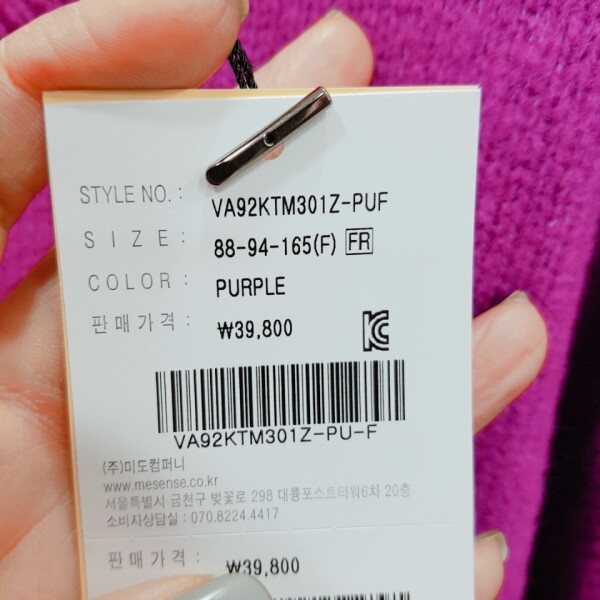 STYLE NO. : VA92KTM301Z-PUF
SIZE : 88-94-165(F) FR
COLOR : PURPLE
판매가격 : ₩39,800
KC
VA92KTM301Z-PU-F
(주)미도컴퍼니
www.mesense.co.kr
서울특별시 금천구 벚꽃로 298 대륭포스트타워6차 20층
소비자상담실 : 070.8224.4417
판매가격 : ₩39,800